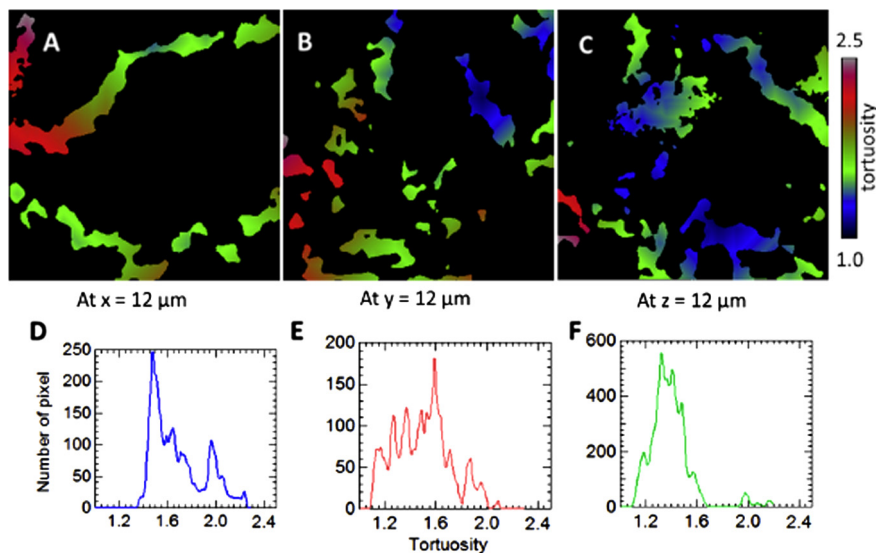 A B C
2.5
tortuosity
1.0
At x = 12 µm At y = 12 µm At z = 12 µm
D E F
Number of pixel
250
200
150
100
50
0
1.2 1.6 2.0 2.4
200
150
100
50
0
1.2 1.6 2.0 2.4
Tortuosity
600
400
200
0
1.2 1.6 2.0 2.4